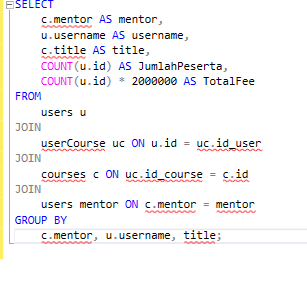 SELECT
c.mentor AS mentor,
u.username AS username,
c.title AS title,
COUNT(u.id) AS JumlahPeserta,
COUNT(u.id) * 2000000 AS TotalFee
FROM
users u
JOIN
userCourse uc ON u.id = uc.id_user
JOIN
courses c ON uc.id_course = c.id
JOIN
users mentor ON c.mentor = mentor
GROUP BY
c.mentor, u.username, title;